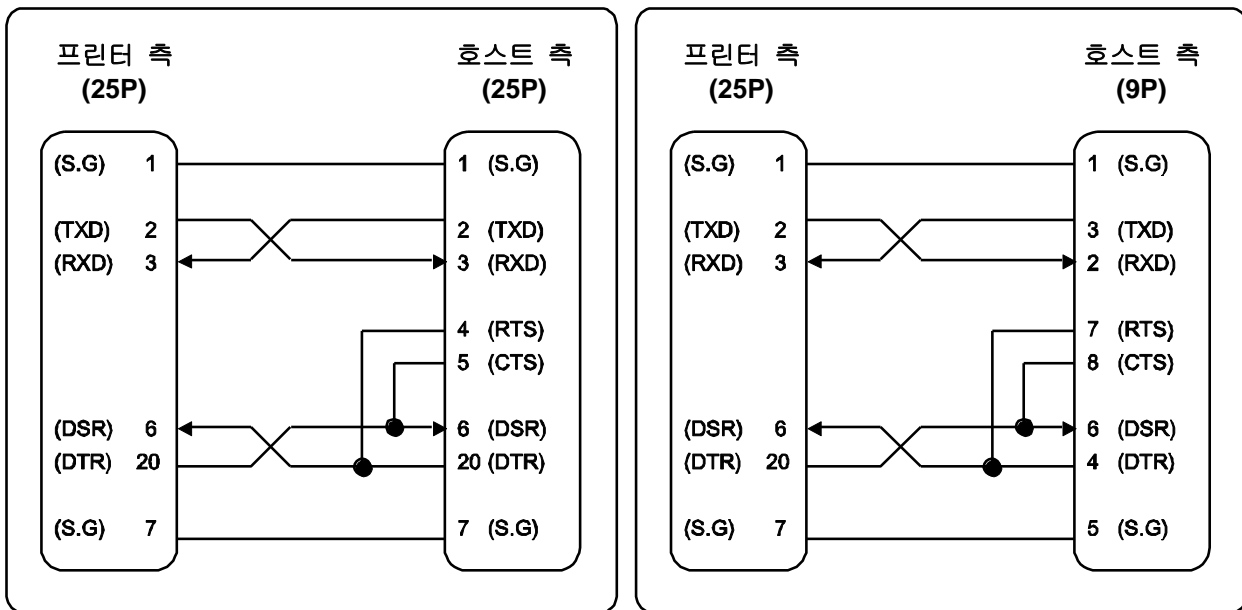 프린터 측
(25P)
호스트 측
(25P)
(S.G) 1
1 (S.G)
(TXD) 2
2 (TXD)
(RXD) 3
3 (RXD)
4 (RTS)
5 (CTS)
(DSR) 6
6 (DSR)
(DTR) 20
20 (DTR)
(S.G) 7
7 (S.G)
프린터 측
(25P)
호스트 측
(9P)
(S.G) 1
1 (S.G)
(TXD) 2
3 (TXD)
(RXD) 3
2 (RXD)
7 (RTS)
8 (CTS)
(DSR) 6
6 (DSR)
(DTR) 20
4 (DTR)
(S.G) 7
5 (S.G)